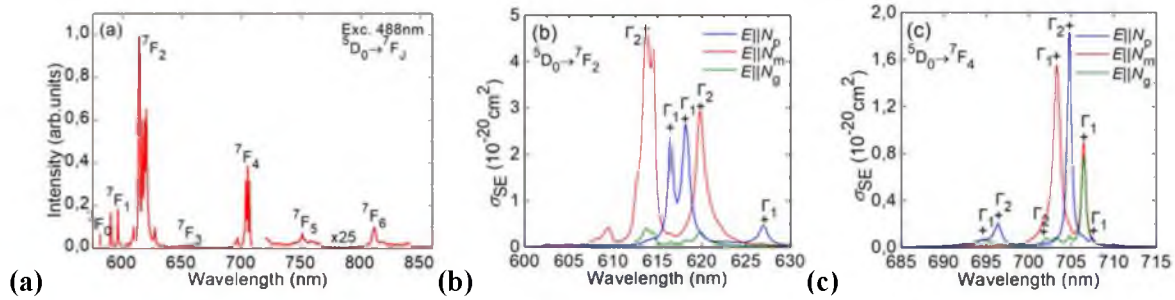 (a)
Exc. 488nm
⁵D₀→⁷F_J
⁷F₂
⁷F₄
⁷F₁
F₀
⁷F₃
⁷F₅
⁷F₆
x25
Intensity (arb.units)
1,0
0,8
0,6
0,4
0,2
0,0
600 650 700 750 800 850
Wavelength (nm)
(a)
(b)
⁵D₀→⁷F₂
E||Nₚ
E||Nₘ
E||N_g
Γ₂
Γ₁ Γ₁ Γ₂
Γ₁
σSE (10⁻²⁰cm²)
5
4
3
2
1
0
600 605 610 615 620 625 630
Wavelength (nm)
(b)
(c)
⁵D₀→⁷F₄
E||Nₚ
E||Nₘ
E||N_g
Γ₂
Γ₁
Γ₁
Γ₁ Γ₂
Γ₂
Γ₁
σSE (10⁻²⁰cm²)
2,0
1,6
1,2
0,8
0,4
0,0
685 690 695 700 705 710 715
Wavelength (nm)
(c)